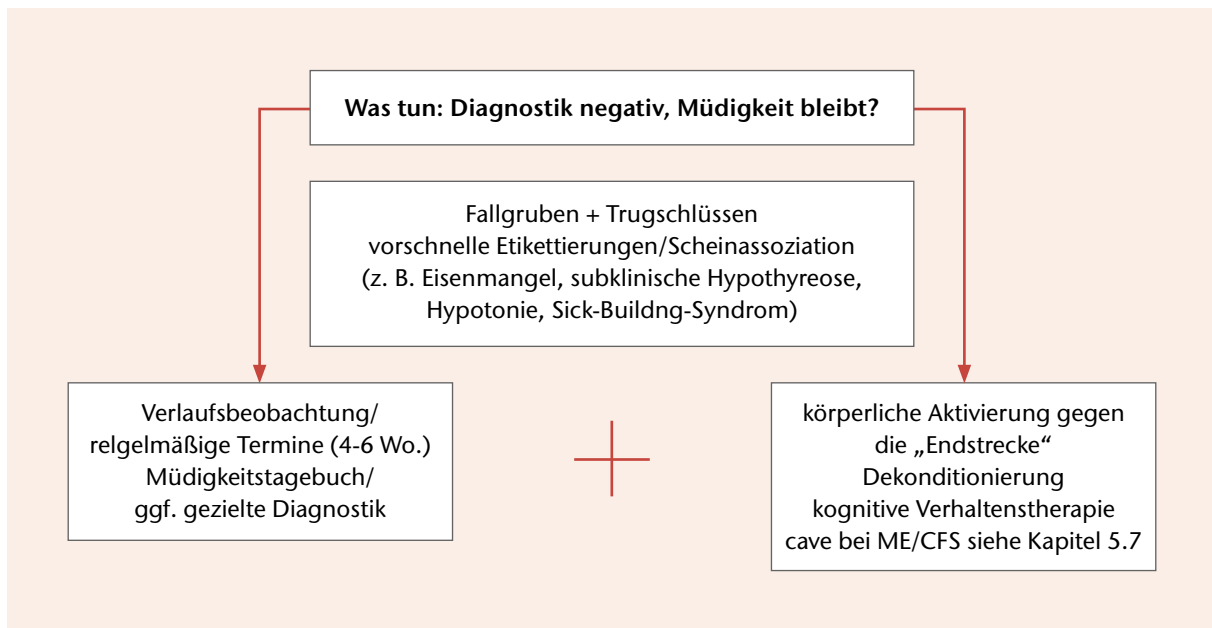 Was tun: Diagnostik negativ, Müdigkeit bleibt?
Fallgruben + Trugschlüssen
vorschnelle Etikettierungen/Scheinassoziation
(z. B. Eisenmangel, subklinische Hypothyreose,
Hypotonie, Sick-Buildng-Syndrom)
Verlaufsbeobachtung/
relgelmäßige Termine (4-6 Wo.)
Müdigkeitstagebuch/
ggf. gezielte Diagnostik
körperliche Aktivierung gegen
die „Endstrecke“
Dekonditionierung
kognitive Verhaltenstherapie
cave bei ME/CFS siehe Kapitel 5.7